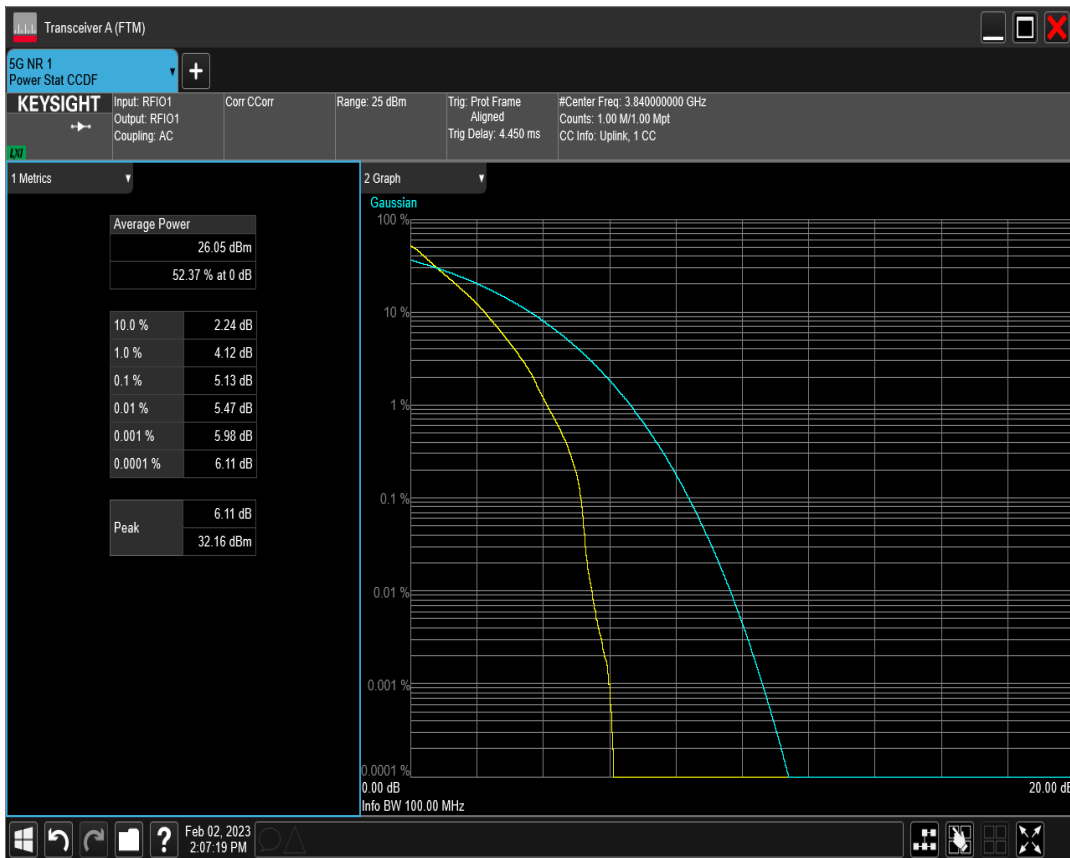 Transceiver A (FTM)
5G NR 1
Power Stat CCDF
+
KEYSIGHT
LXI
Input: RFIO1
Output: RFIO1
Coupling: AC
Corr CCorr
Range: 25 dBm
Trig: Prot Frame
Aligned
Trig Delay: 4.450 ms
#Center Freq: 3.840000000 GHz
Counts: 1.00 M/1.00 Mpt
CC Info: Uplink, 1 CC
1 Metrics
Average Power
26.05 dBm
52.37 % at 0 dB
10.0 % 2.24 dB
1.0 % 4.12 dB
0.1 % 5.13 dB
0.01 % 5.47 dB
0.001 % 5.98 dB
0.0001 % 6.11 dB
Peak
6.11 dB
32.16 dBm
2 Graph
Gaussian
100 %
10 %
1 %
0.1 %
0.01 %
0.001 %
0.0001 %
0.00 dB 20.00 dB
Info BW 100.00 MHz
?
Feb 02, 2023
2:07:19 PM